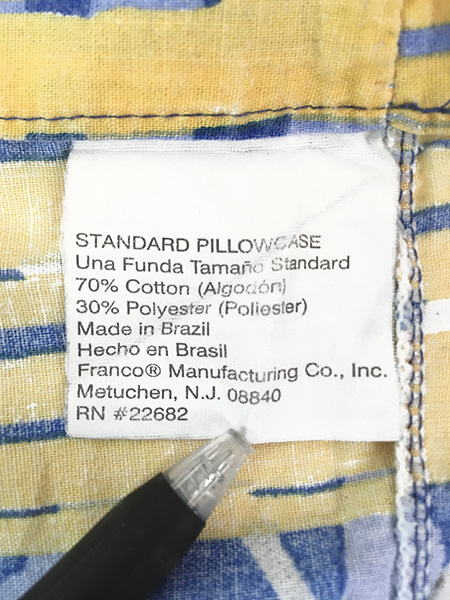 STANDARD PILLOWCASE
Una Funda Tamaño Standard
70% Cotton (Algodón)
30% Polyester (Poliester)
Made in Brazil
Hecho en Brasil
Franco® Manufacturing Co., Inc.
Metuchen, N.J. 08840
RN #22682